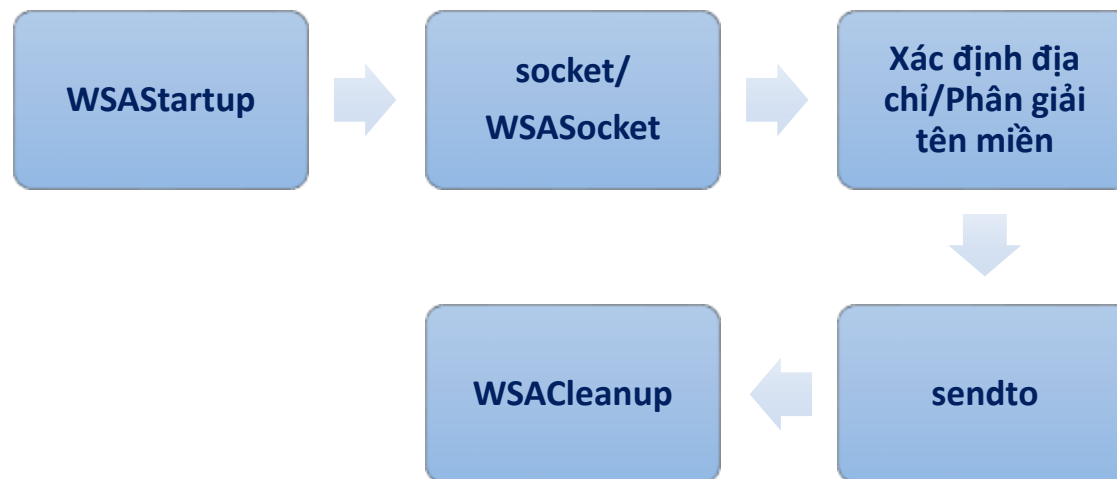 WSAStartup
socket/
WSASocket
Xác định địa
chỉ/Phân giải
tên miền
WSACleanup
sendto